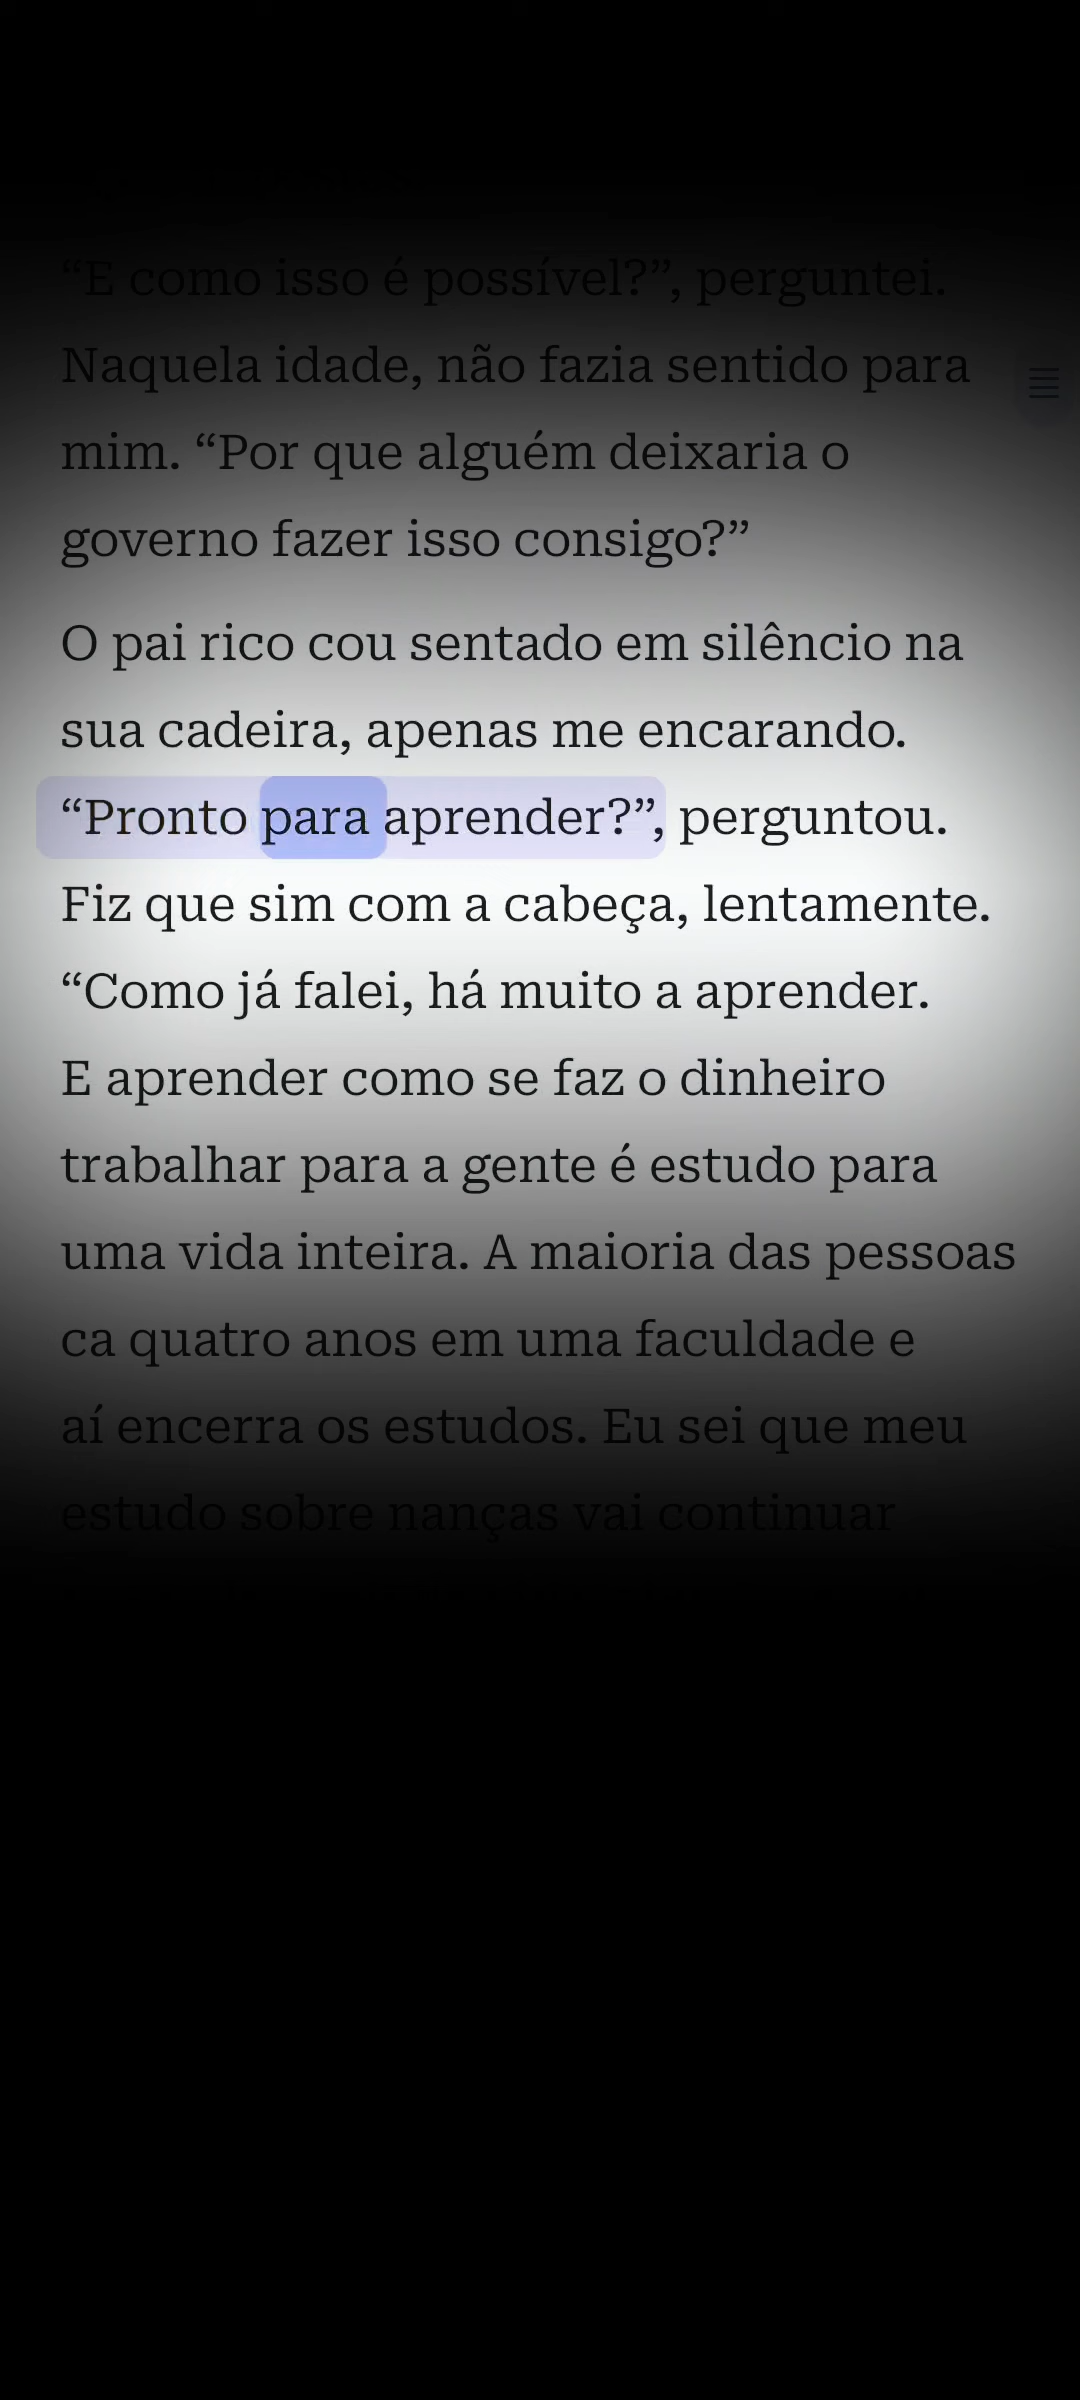 “E como isso é possível?”, perguntei.
Naquela idade, não fazia sentido para
mim. “Por que alguém deixaria o
governo fazer isso consigo?”
O pai rico cou sentado em silêncio na
sua cadeira, apenas me encarando.
“Pronto para aprender?”, perguntou.
Fiz que sim com a cabeça, lentamente.
“Como já falei, há muito a aprender.
E aprender como se faz o dinheiro
trabalhar para a gente é estudo para
uma vida inteira. A maioria das pessoas
ca quatro anos em uma faculdade e
aí encerra os estudos. Eu sei que meu
estudo sobre nanças vai continuar